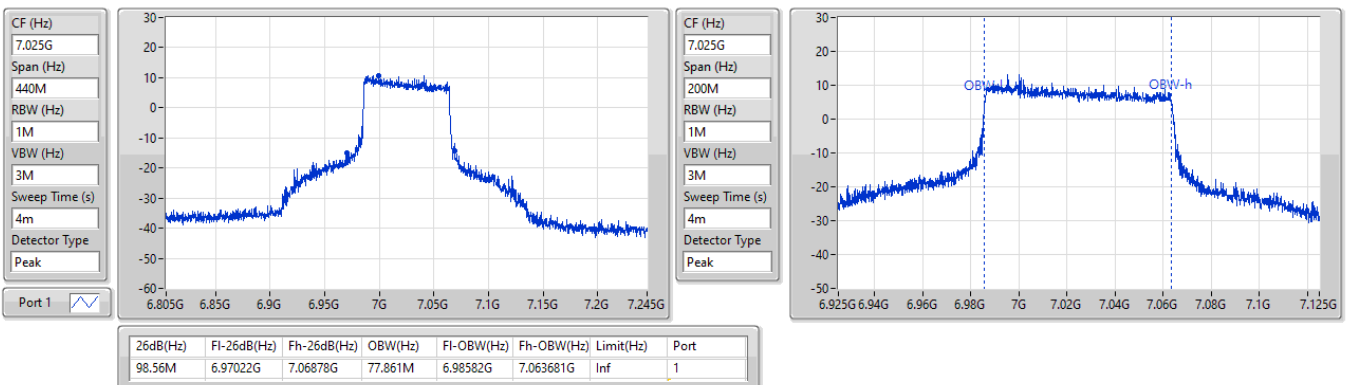 CF (Hz)
7.025G
Span (Hz)
440M
RBW (Hz)
1M
VBW (Hz)
3M
Sweep Time (s)
4m
Detector Type
Peak
Port 1
30
20
10
0
-10
-20
-30
-40
-50
-60
6.805G 6.85G 6.9G 6.95G 7G 7.05G 7.1G 7.15G 7.2G 7.245G
CF (Hz)
7.025G
Span (Hz)
200M
RBW (Hz)
1M
VBW (Hz)
3M
Sweep Time (s)
4m
Detector Type
Peak
30
20
10
0
-10
-20
-30
-40
-50
OBW-h
6.925G 6.94G 6.96G 6.98G 7G 7.02G 7.04G 7.06G 7.08G 7.1G 7.125G
26dB(Hz) Fl-26dB(Hz) Fh-26dB(Hz) OBW(Hz) Fl-OBW(Hz) Fh-OBW(Hz) Limit(Hz) Port
98.56M 6.97022G 7.06878G 77.861M 6.98582G 7.063681G Inf 1